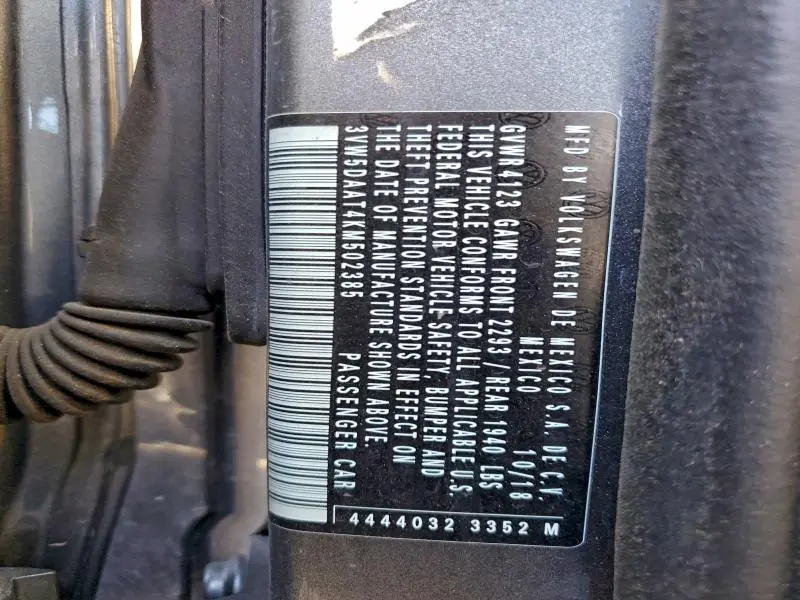 MFD BY VOLKSWAGEN DE MEXICO S.A. DE C.V.
MEXICO 10/18
GVWR 4123 GAWR FRONT 2293 / REAR 1940 LBS
THIS VEHICLE CONFORMS TO ALL APPLICABLE U.S.
FEDERAL MOTOR VEHICLE SAFETY, BUMPER AND
THEFT PREVENTION STANDARDS IN EFFECT ON
THE DATE OF MANUFACTURE SHOWN ABOVE.
3VW5DAAT4KM502385 PASSENGER CAR
4444032 3352 M